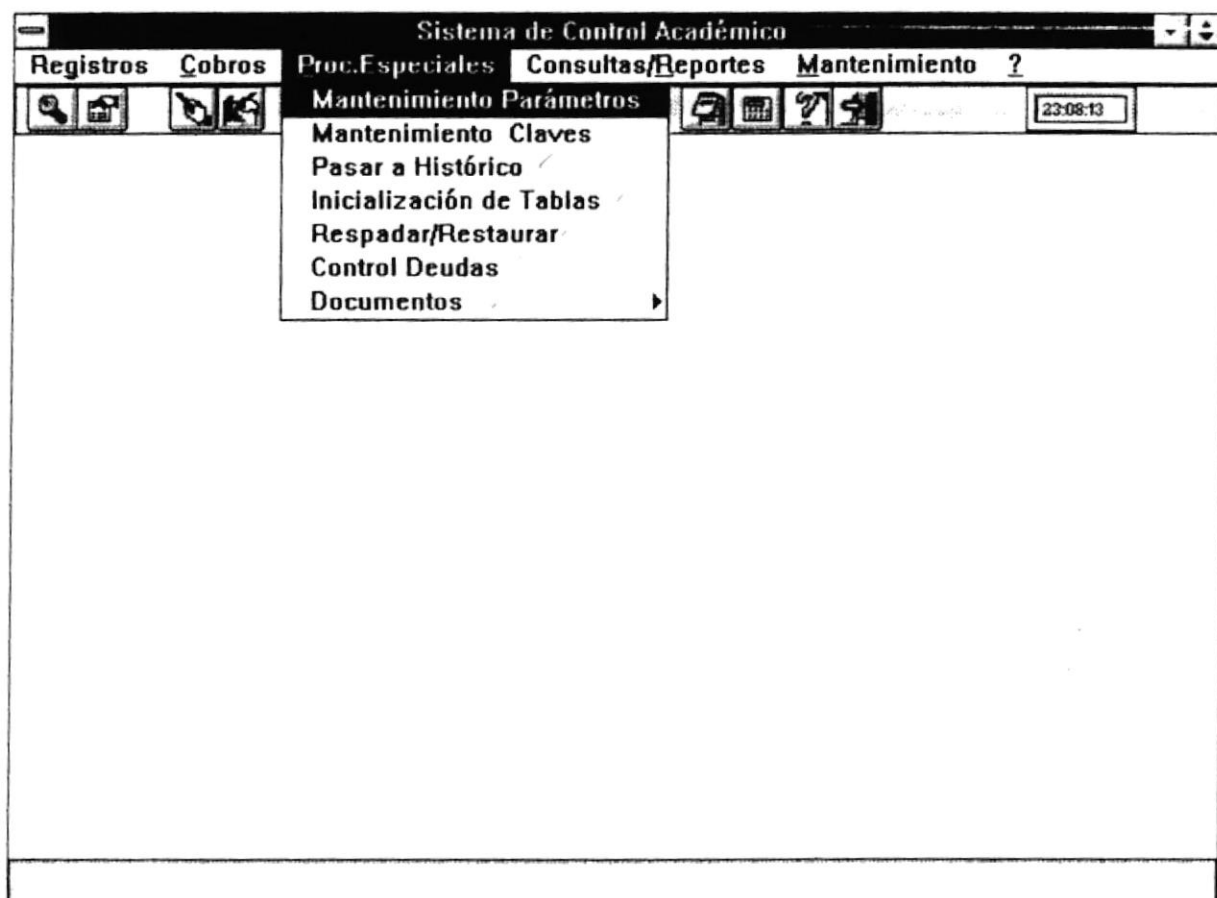 Sistema de Control Académico
Registros Cobros Proc.Especiales Consultas/Reportes Mantenimiento ?
23:08:13
Mantenimiento Parámetros
Mantenimiento Claves
Pasar a Histórico
Inicialización de Tablas
Respadar/Restaurar
Control Deudas
Documentos